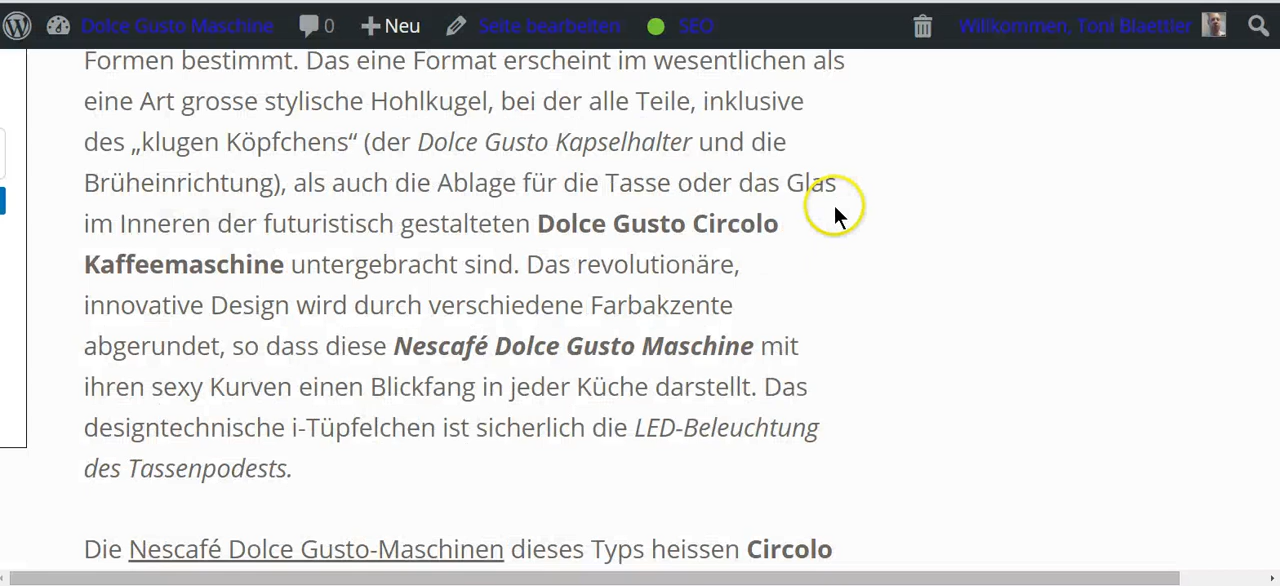 Dolce Gusto Maschine 0 Neu Seite bearbeiten SEO Willkommen, Toni Blaettler
Formen bestimmt. Das eine Format erscheint im wesentlichen als
eine Art grosse stylische Hohlkugel, bei der alle Teile, inklusive
des „klugen Köpfchens“ (der Dolce Gusto Kapselhalter und die
Brüheinrichtung), als auch die Ablage für die Tasse oder das Glas
im Inneren der futuristisch gestalteten Dolce Gusto Circolo
Kaffeemaschine untergebracht sind. Das revolutionäre,
innovative Design wird durch verschiedene Farbakzente
abgerundet, so dass diese Nescafé Dolce Gusto Maschine mit
ihren sexy Kurven einen Blickfang in jeder Küche darstellt. Das
designtechnische i-Tüpfelchen ist sicherlich die LED-Beleuchtung
des Tassenpodests.
Die Nescafé Dolce Gusto-Maschinen dieses Typs heissen Circolo